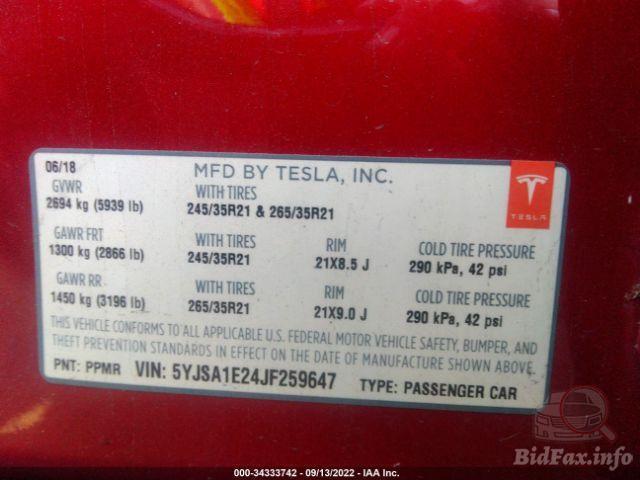 06/18 MFD BY TESLA, INC.
GVWR WITH TIRES
2694 kg (5939 lb) 245/35R21 & 265/35R21
TESLA
GAWR FRT WITH TIRES RIM COLD TIRE PRESSURE
1300 kg (2866 lb) 245/35R21 21X8.5 J 290 kPa, 42 psi
GAWR RR WITH TIRES RIM COLD TIRE PRESSURE
1450 kg (3196 lb) 265/35R21 21X9.0 J 290 kPa, 42 psi
THIS VEHICLE CONFORMS TO ALL APPLICABLE U.S. FEDERAL MOTOR VEHICLE SAFETY, BUMPER, AND
THEFT PREVENTION STANDARDS IN EFFECT ON THE DATE OF MANUFACTURE SHOWN ABOVE.
PNT: PPMR VIN: 5YJSA1E24JF259647 TYPE: PASSENGER CAR
BidFax.info
000-34333742 - 09/13/2022 - IAA Inc.